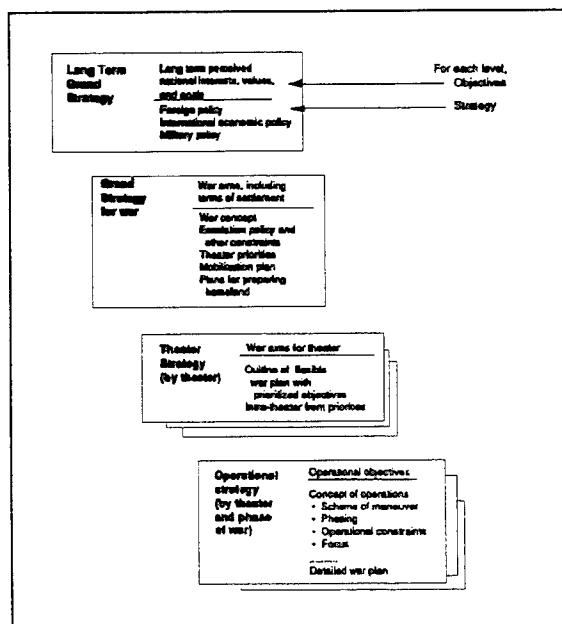 Long Term
Grand
Strategy
Long term perceived
national interests, values,
and goals
Foreign policy
International economic policy
Military policy
For each level,
Objectives
Strategy
Grand
Strategy
for war
War aims, including
terms of settlement
War concept
Escalation policy and
other constraints
Theater priorities
Mobilization plan
Plans for preparing
homeland
Theater
Strategy
(by theater)
War aims for theater
Outline of flexible
war plan with
prioritized objectives
Intra-theater from priorities
Operational
strategy
(by theater
and phase
of war)
Operational objectives
Concept of operations
• Scheme of maneuver
• Phasing
• Operational constraints
• Focus
Detailed war plan